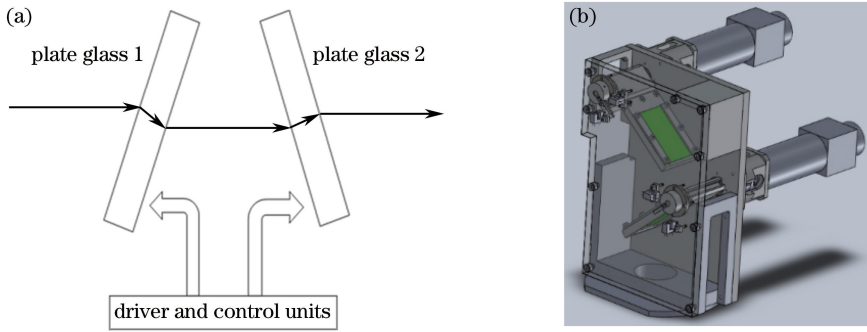 (a)
plate glass 1
plate glass 2
driver and control units
(b)